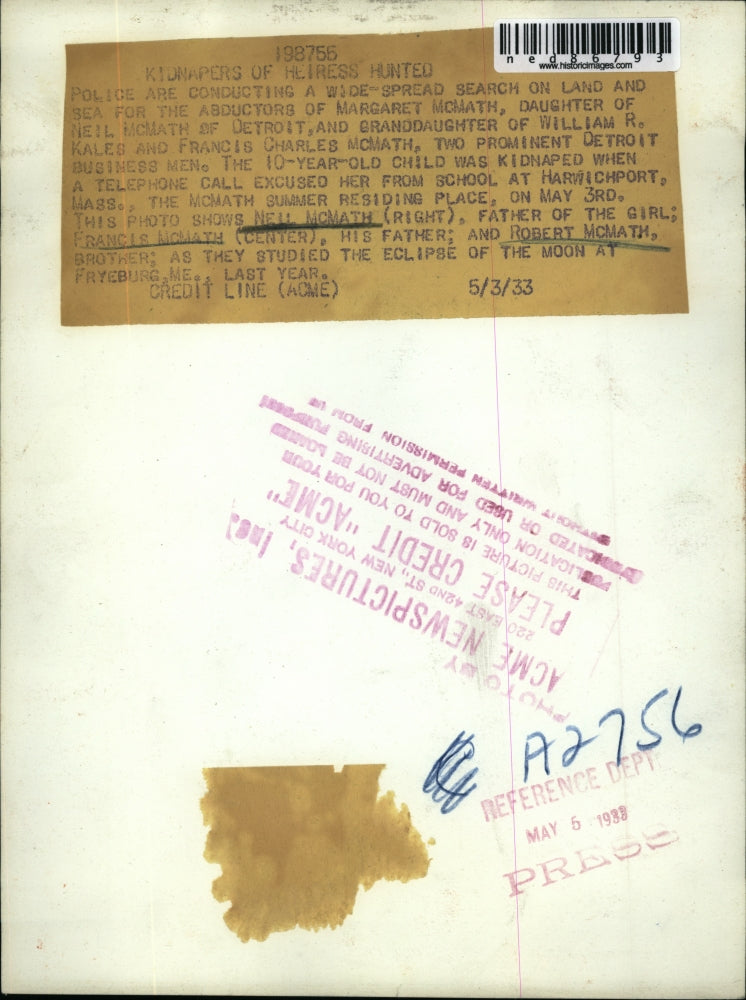 ned86793
www.historicimages.com
198756
KIDNAPERS OF HEIRESS HUNTED
POLICE ARE CONDUCTING A WIDE-SPREAD SEARCH ON LAND AND
SEA FOR THE ABDUCTORS OF MARGARET MCMATH, DAUGHTER OF
NEIL MCMATH OF DETROIT, AND GRANDDAUGHTER OF WILLIAM R.
KALES AND FRANCIS CHARLES MCMATH, TWO PROMINENT DETROIT
BUSINESS MEN. THE 10-YEAR-OLD CHILD WAS KIDNAPED WHEN
A TELEPHONE CALL EXCUSED HER FROM SCHOOL AT HARWICHPORT,
MASS., THE MCMATH SUMMER RESIDING PLACE, ON MAY 3RD.
THIS PHOTO SHOWS NEIL MCMATH (RIGHT), FATHER OF THE GIRL;
FRANCIS MCMATH (CENTER), HIS FATHER; AND ROBERT MCMATH,
BROTHER; AS THEY STUDIED THE ECLIPSE OF THE MOON AT
FRYEBURG, ME., LAST YEAR.
CREDIT LINE (ACME) 5/3/33
PHOTO BY
ACME NEWSPICTURES, Inc.
220 EAST 42ND ST., NEW YORK CITY
PLEASE CREDIT "ACME"
THIS PICTURE IS SOLD TO YOU FOR YOUR
PUBLICATION ONLY AND MUST NOT BE LOANED
SYNDICATED OR USED FOR ADVERTISING PURPOSES
WITHOUT WRITTEN PERMISSION FROM US
A2756
REFERENCE DEPT.
MAY 5 1933
PRESS